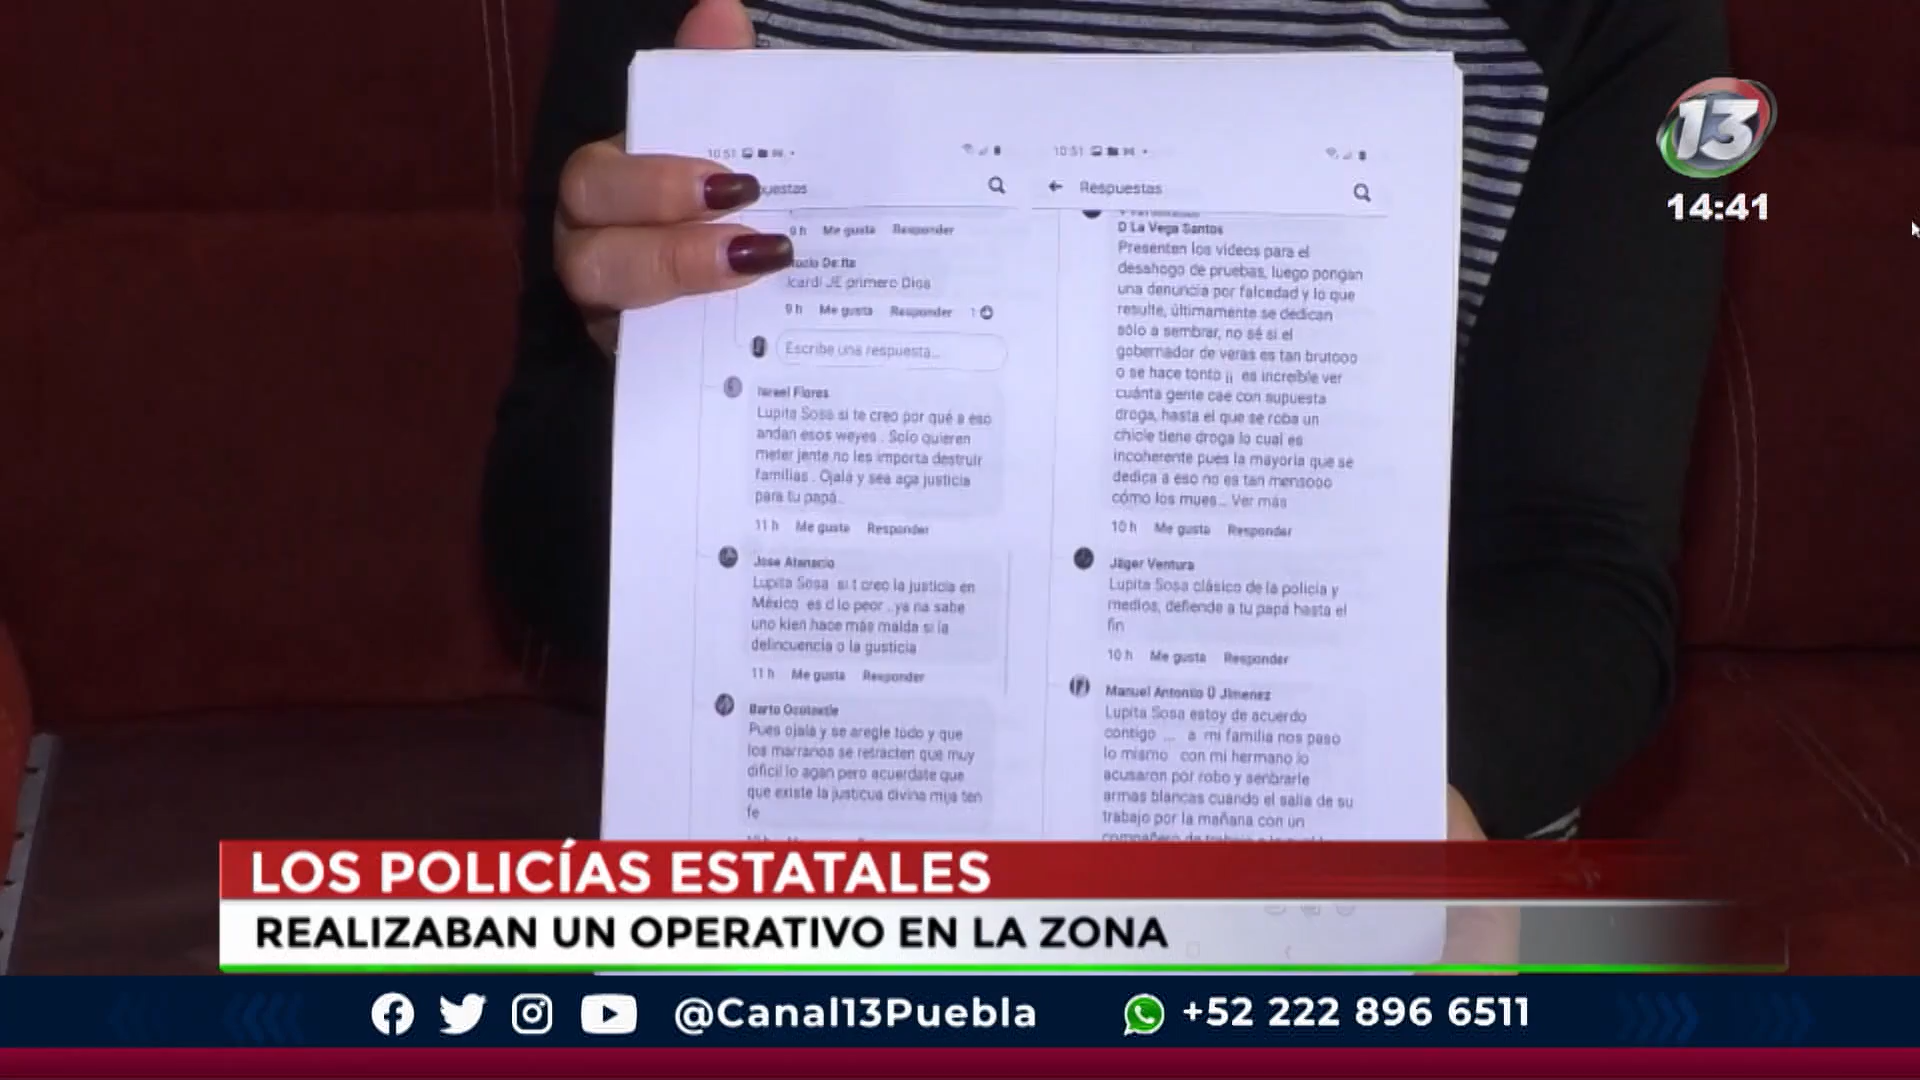 13
14:41
10:51
puestas
9 h Me gusta Responder
Icardi JE primero Dios
9 h Me gusta Responder 1
Escribe una respuesta...
Israel Flores
Lupita Sosa si te creo por qué a eso
andan esos weyes . Solo quieren
meter jente no les importa destruir
familias . Ojala y sea aga justicia
para tu papá..
11 h Me gusta Responder
Jose Atanacio
Lupita Sosa si t creo la justicia en
México es d lo peor .. ya na sabe
uno kien hace más malda si la
delincuencia o la gusticia
11 h Me gusta Responder
Barto Ocotoxtle
Pues ojala y se aregle todo y que
los marranos se retracten que muy
dificil lo agan pero acuerdate que
que existe la justicua divina mija ten
fe
10:51
Respuestas
D La Vega Santos
Presenten los videos para el
desahogo de pruebas, luego pongan
una denuncia por falcedad y lo que
resulte, últimamente se dedican
sólo a sembrar, no sé si el
gobernador de veras es tan brutooo
o se hace tonto ¡¡ es increíble ver
cuánta gente cae con supuesta
droga, hasta el que se roba un
chicle tiene droga lo cual es
incoherente pues la mayoría que se
dedica a eso no es tan mensooo
cómo los mues... Ver más
10 h Me gusta Responder
Jäger Ventura
Lupita Sosa clásico de la policía y
medios, defiende a tu papá hasta el
fin
10 h Me gusta Responder
Manuel Antonio Ü Jimenez
Lupita Sosa estoy de acuerdo
contigo ... a mi familia nos paso
lo mismo con mi hermano lo
acusaron por robo y senbrarle
armas blancas cuando el salia de su
trabajo por la mañana con un
LOS POLICÍAS ESTATALES
REALIZABAN UN OPERATIVO EN LA ZONA
@Canal13Puebla +52 222 896 6511